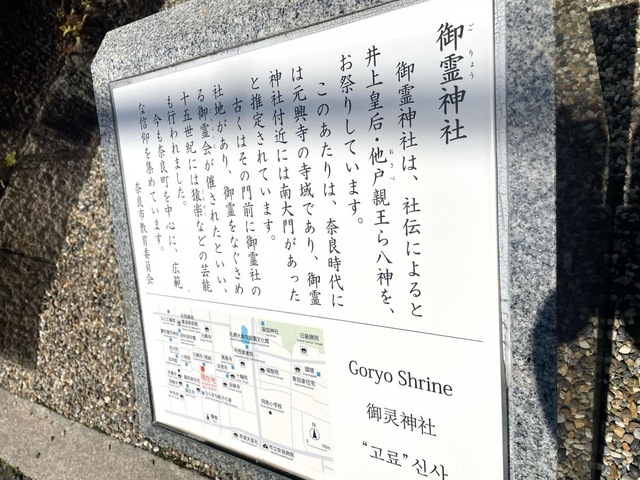 御霊神社
ごりょう
御霊神社は、社伝によると
井上皇后・他戸親王ら八神を、
おさべ
お祭りしています。
このあたりは、奈良時代に
は元興寺の寺域であり、御霊
神社付近には南大門があった
と推定されています。
古くはその門前に御霊社の
社地があり、御霊をなぐさめ
る御霊会が催されたといい、
十五世紀には猿楽などの芸能
も行われました。
今も奈良町を中心に、広範
な信仰を集めています。
奈良市教育委員会
Goryo Shrine
御灵神社
“고료”신사